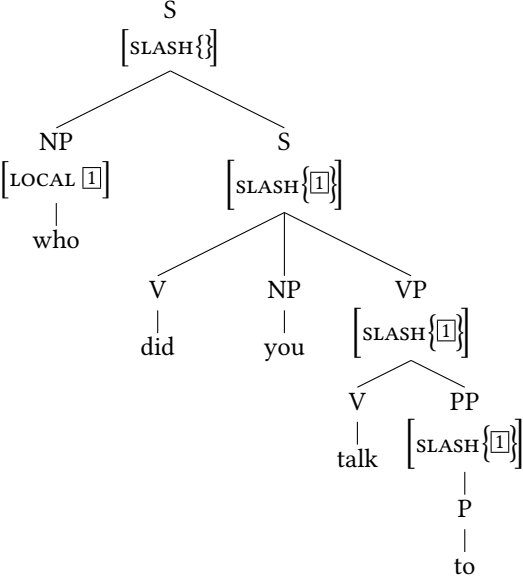 S
[SLASH{}]
NP S
[LOCAL 1] [SLASH{1}]
who
V NP VP
did you [SLASH{1}]
V PP
talk [SLASH{1}]
P
to